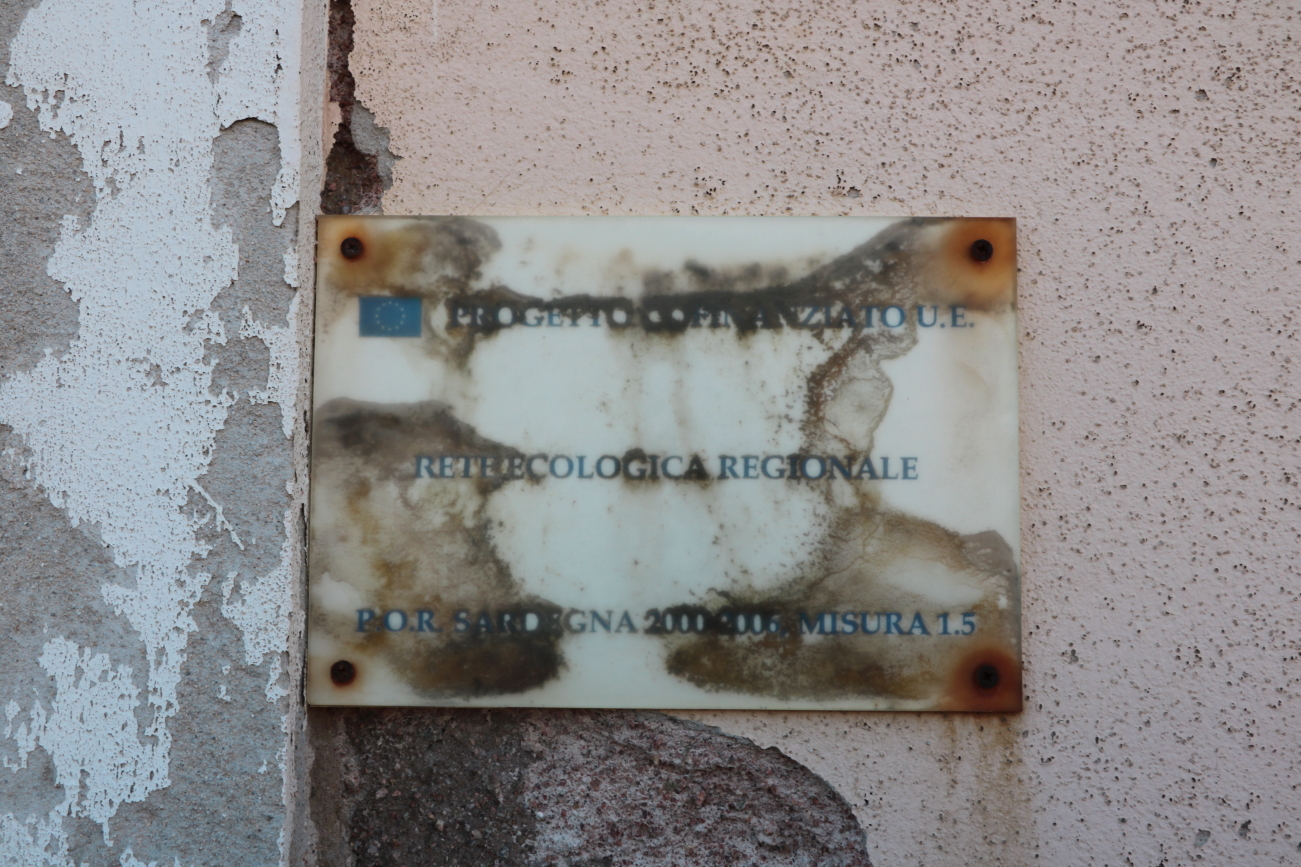 PROGETTO COFINANZIATO U.E.
RETE ECOLOGICA REGIONALE
P.O.R. SARDEGNA 2000-2006, MISURA 1.5